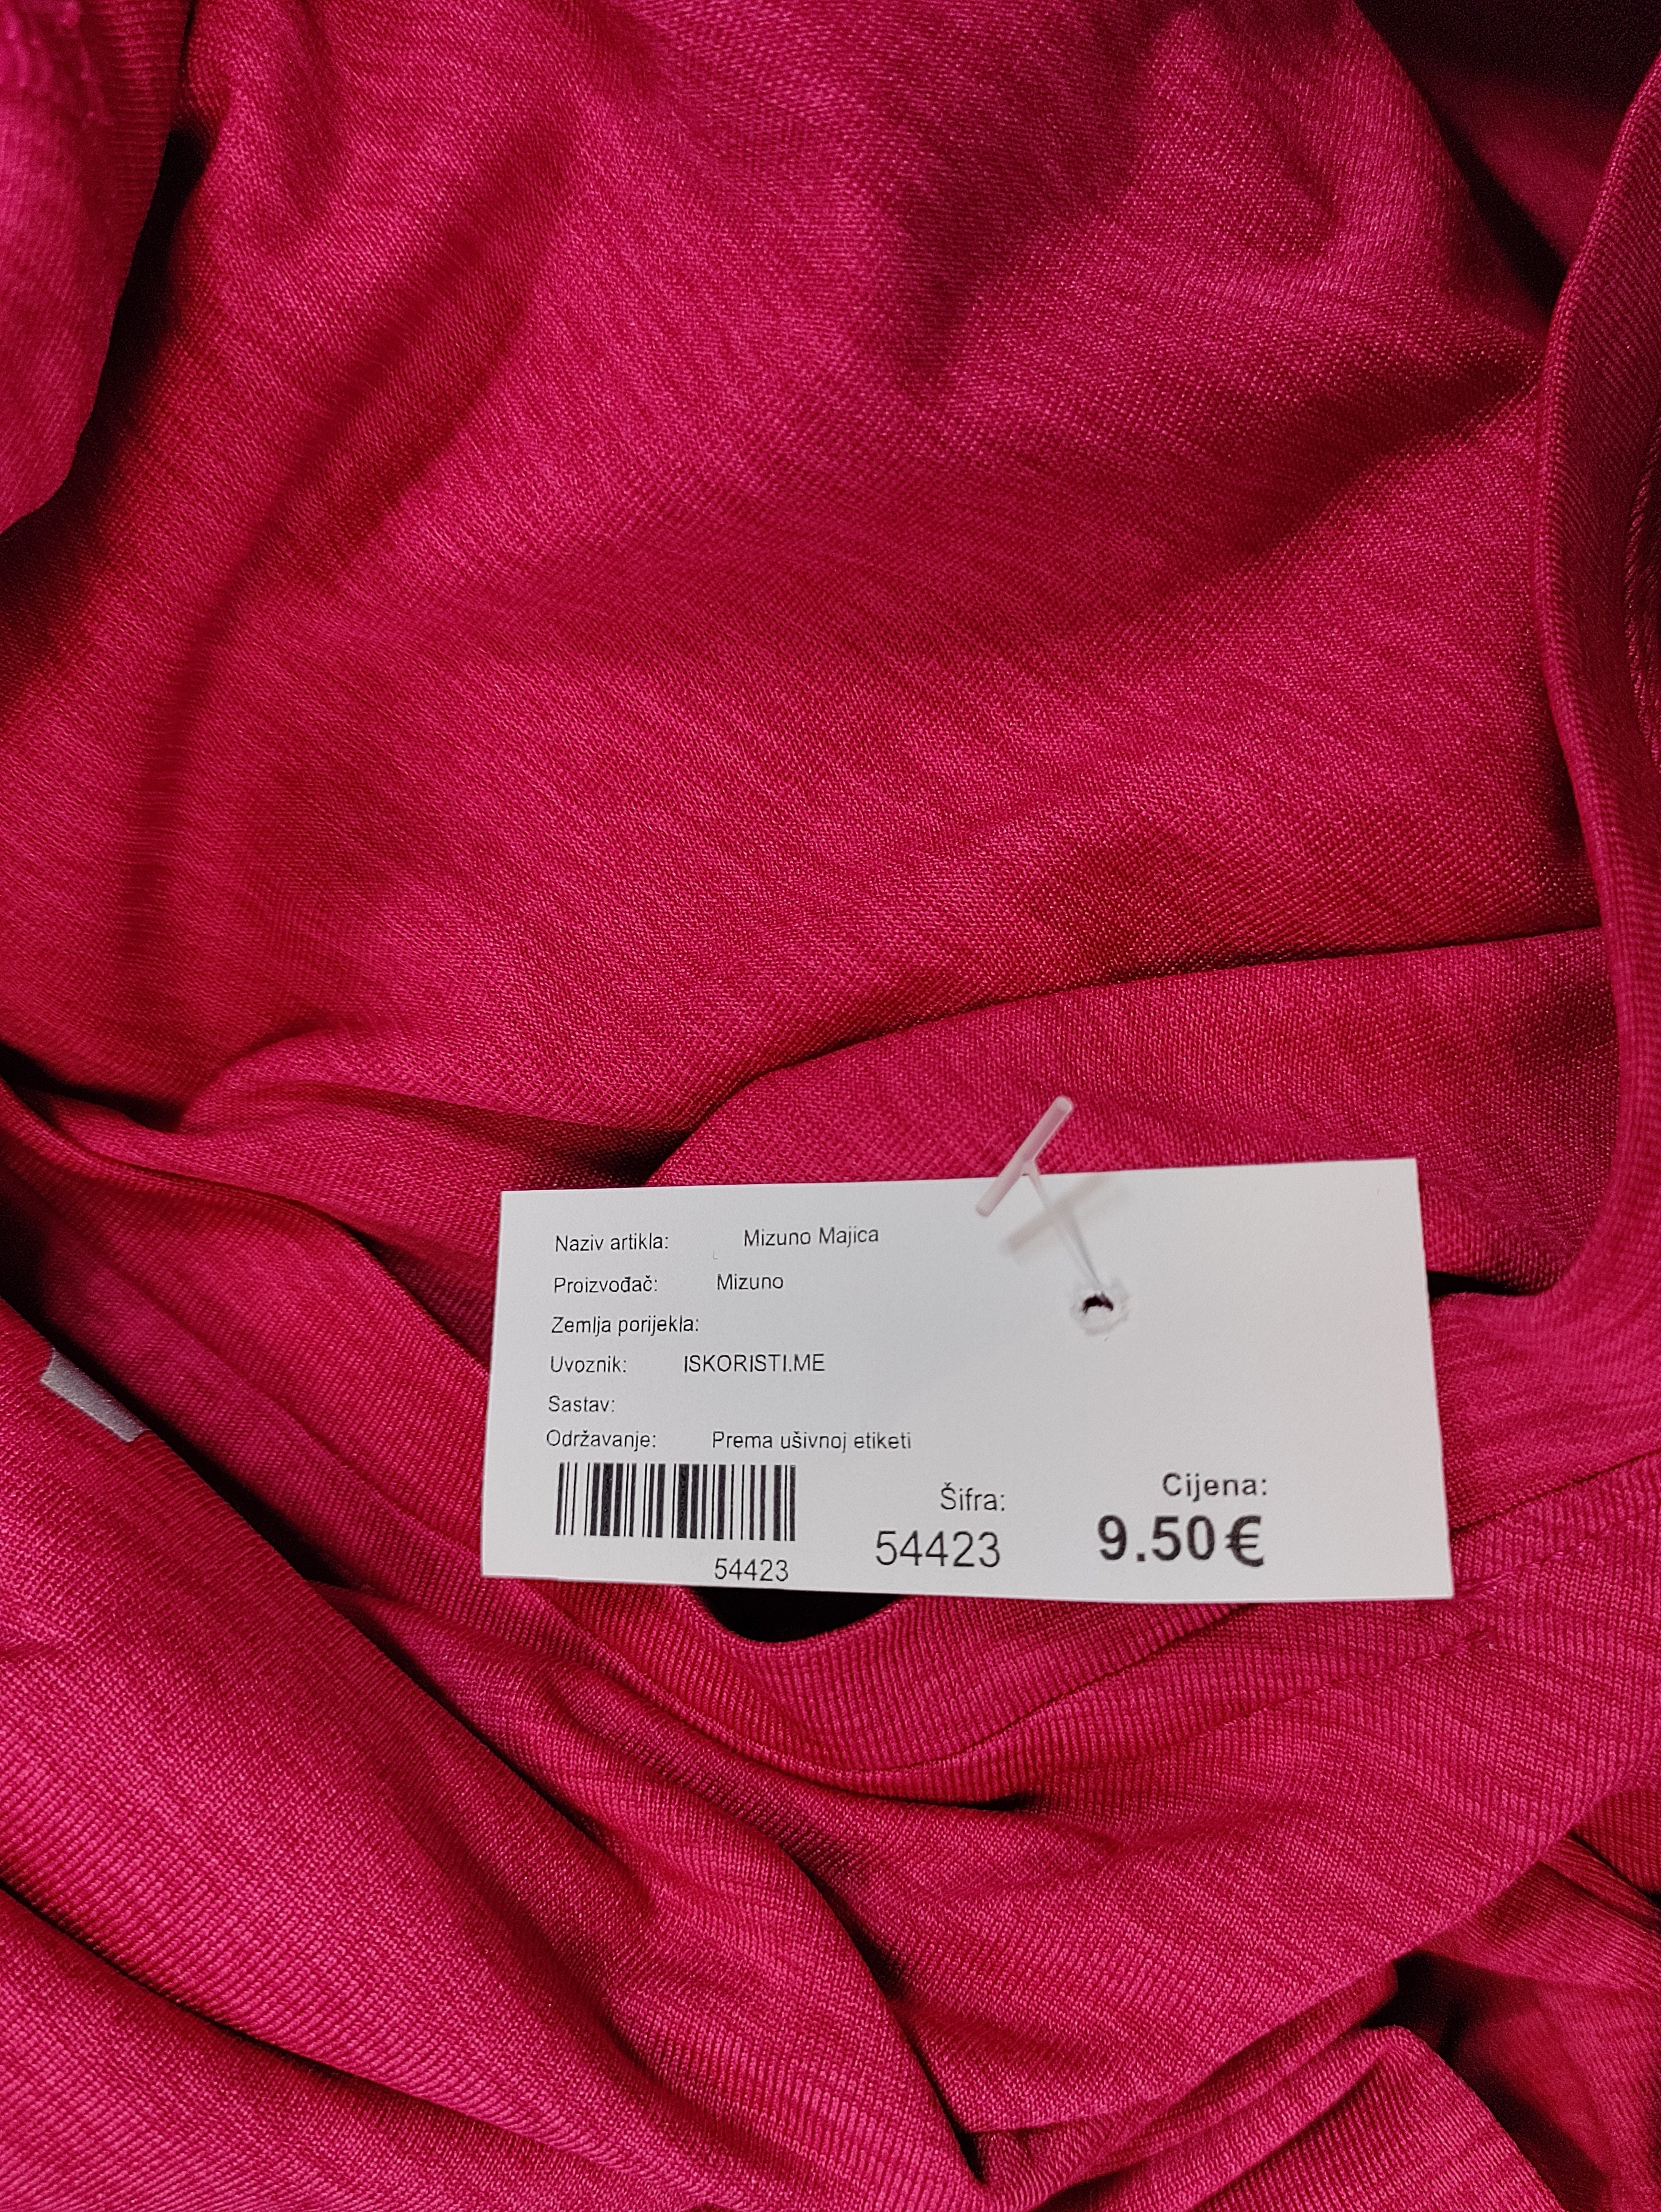 Naziv artikla: Mizuno Majica
Proizvođač: Mizuno
Zemlja porijekla:
Uvoznik: ISKORISTI.ME
Sastav:
Održavanje: Prema ušivnoj etiketi
54423
Šifra:
54423
Cijena:
9.50€